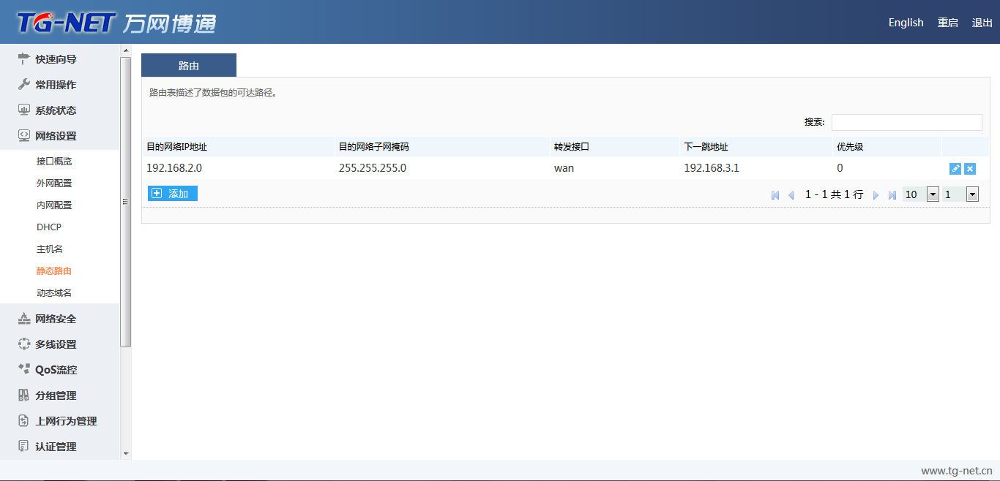 TG-NET 万网博通
English 重启 退出
快速向导
常用操作
系统状态
网络设置
接口概览
外网配置
内网配置
DHCP
主机名
静态路由
动态域名
网络安全
多线设置
QoS流控
分组管理
上网行为管理
认证管理
路由
路由表描述了数据包的可达路径。
搜索:
目的网络IP地址 目的网络子网掩码 转发接口 下一跳地址 优先级
192.168.2.0 255.255.255.0 wan 192.168.3.1 0
添加 1 - 1 共 1 行 10 1
www.tg-net.cn